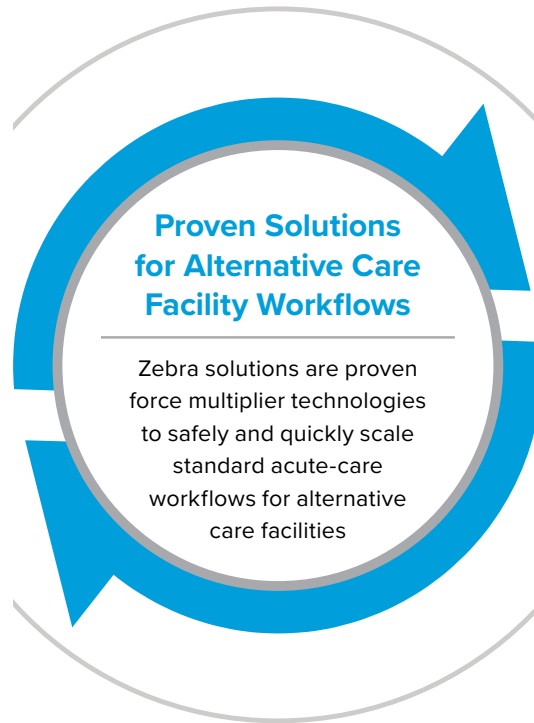 Proven Solutions
for Alternative Care
Facility Workflows
Zebra solutions are proven
force multiplier technologies
to safely and quickly scale
standard acute-care
workflows for alternative
care facilities